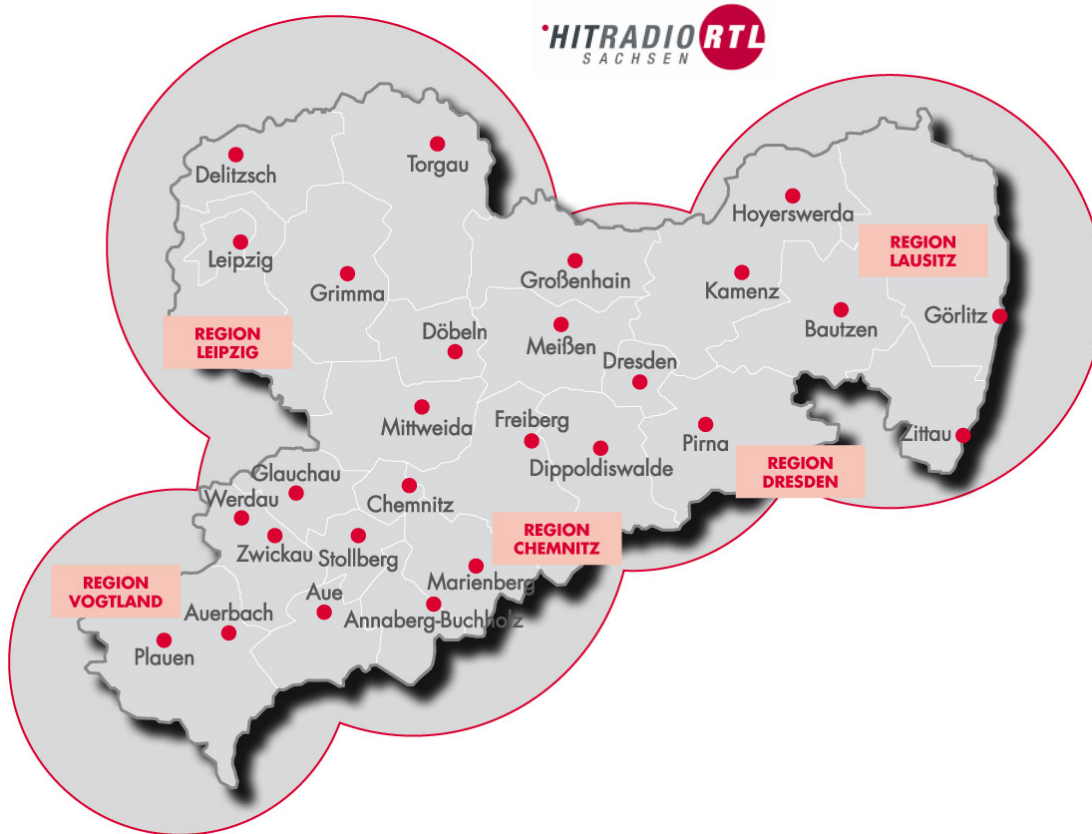 HITRADIO RTL
SACHSEN
Torgau
Delitzsch
Hoyerswerda
REGION
LAUSITZ
Leipzig
Großenhain
Kamenz
Grimma
Görlitz
Bautzen
REGION
LEIPZIG
Döbeln
Meißen
Dresden
Mittweida
Freiberg
Pirna
Zittau
Dippoldiswalde
REGION
DRESDEN
Glauchau
Werdau
Chemnitz
REGION
CHEMNITZ
Zwickau
Stollberg
Marienberg
REGION
VOGTLAND
Aue
Auerbach
Annaberg-Buchholz
Plauen